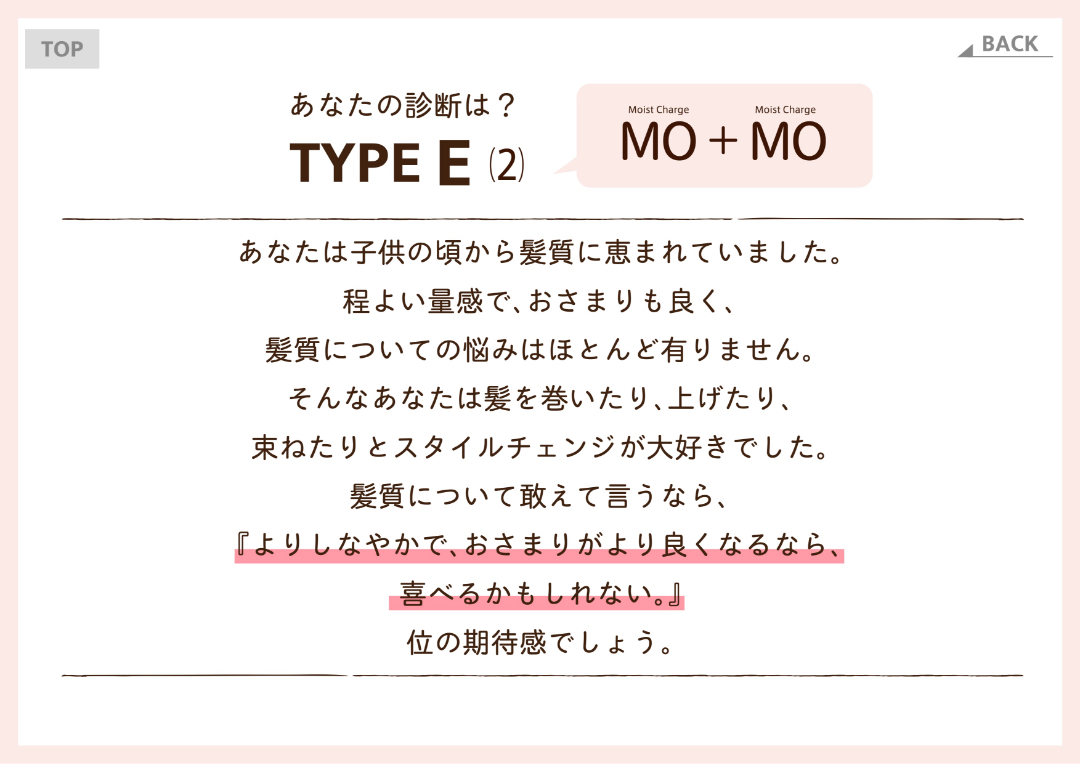 TOP
BACK
あなたの診断は？
TYPE E (2)
Moist Charge Moist Charge
MO＋MO
あなたは子供の頃から髪質に恵まれていました。
程よい量感で、おさまりも良く、
髪質についての悩みはほとんど有りません。
そんなあなたは髪を巻いたり、上げたり、
束ねたりとスタイルチェンジが大好きでした。
髪質について敢えて言うなら、
『よりしなやかで、おさまりがより良くなるなら、
喜べるかもしれない。』
位の期待感でしょう。